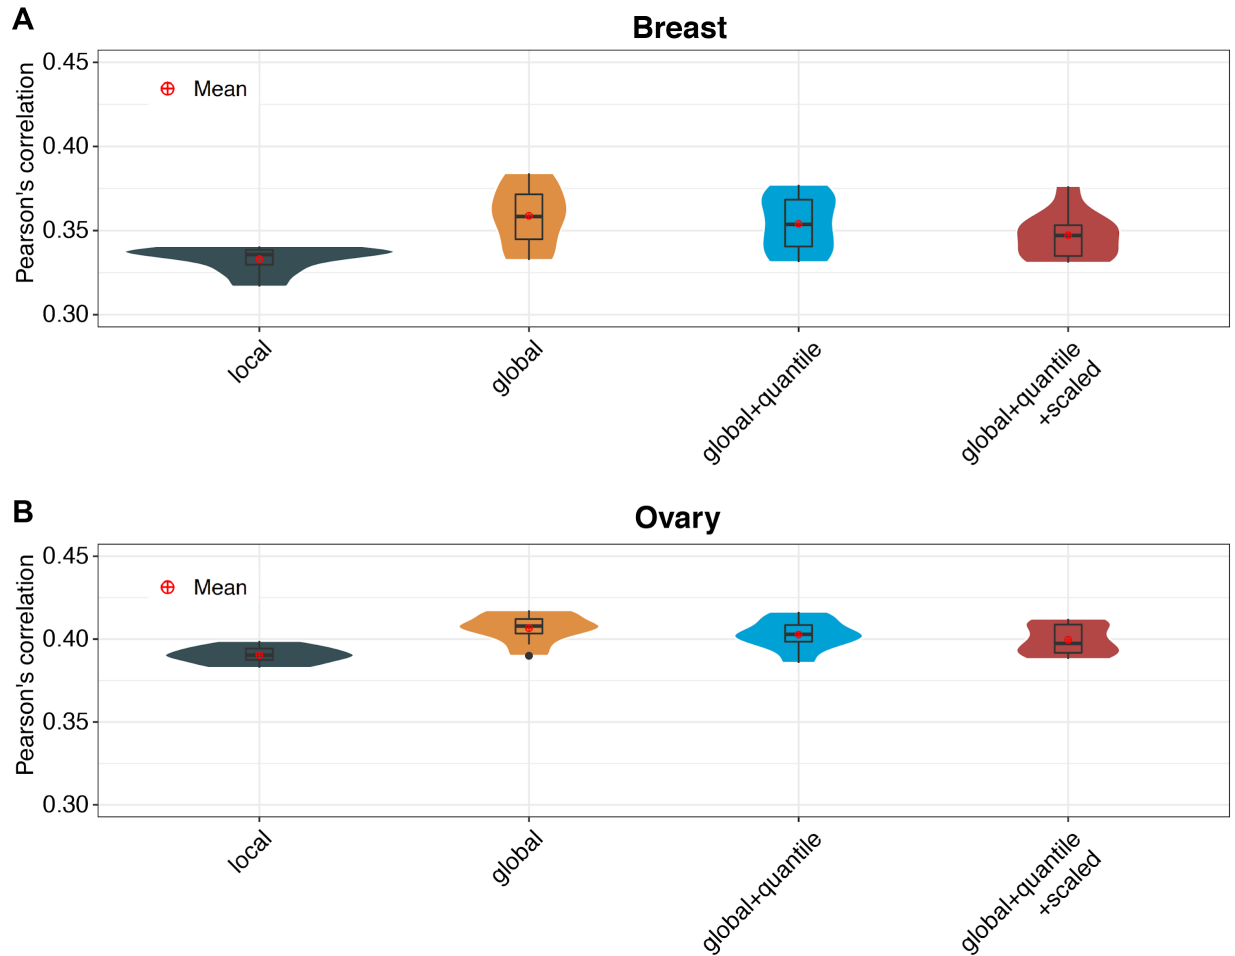 A
Breast
Pearson's correlation
0.45
0.40
0.35
0.30
Mean
local
global
global+quantile
global+quantile
+scaled
B
Ovary
Pearson's correlation
0.45
0.40
0.35
0.30
Mean
local
global
global+quantile
global+quantile
+scaled